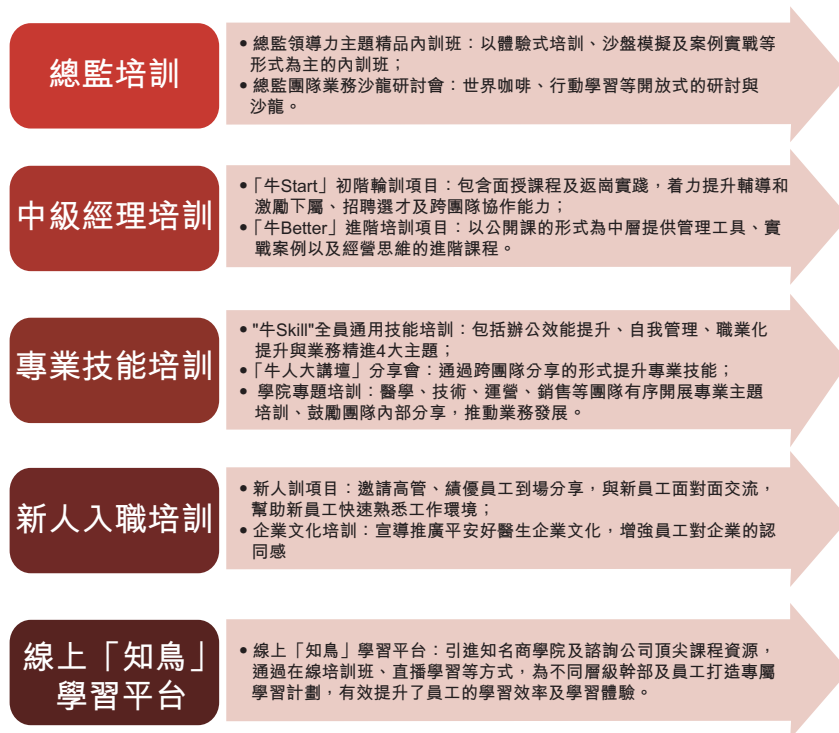 總監培訓
• 總監領導力主題精品內訓班：以體驗式培訓、沙盤模擬及案例實戰等
形式為主的內訓班；
• 總監團隊業務沙龍研討會：世界咖啡、行動學習等開放式的研討與
沙龍。
中級經理培訓
•「牛Start」初階輪訓項目：包含面授課程及返崗實踐，着力提升輔導和
激勵下屬、招聘選才及跨團隊協作能力；
•「牛Better」進階培訓項目：以公開課的形式為中層提供管理工具、實
戰案例以及經營思維的進階課程。
專業技能培訓
• "牛Skill"全員通用技能培訓：包括辦公效能提升、自我管理、職業化
提升與業務精進4大主題；
•「牛人大講壇」分享會：通過跨團隊分享的形式提升專業技能；
• 學院專題培訓：醫學、技術、運營、銷售等團隊有序開展專業主題
培訓、鼓勵團隊內部分享，推動業務發展。
新人入職培訓
• 新人訓項目：邀請高管、績優員工到場分享，與新員工面對面交流，
幫助新員工快速熟悉工作環境；
• 企業文化培訓：宣導推廣平安好醫生企業文化，增強員工對企業的認
同感
線上「知鳥」
學習平台
• 線上「知鳥」學習平台：引進知名商學院及諮詢公司頂尖課程資源，
通過在線培訓班、直播學習等方式，為不同層級幹部及員工打造專屬
學習計劃，有效提升了員工的學習效率及學習體驗。